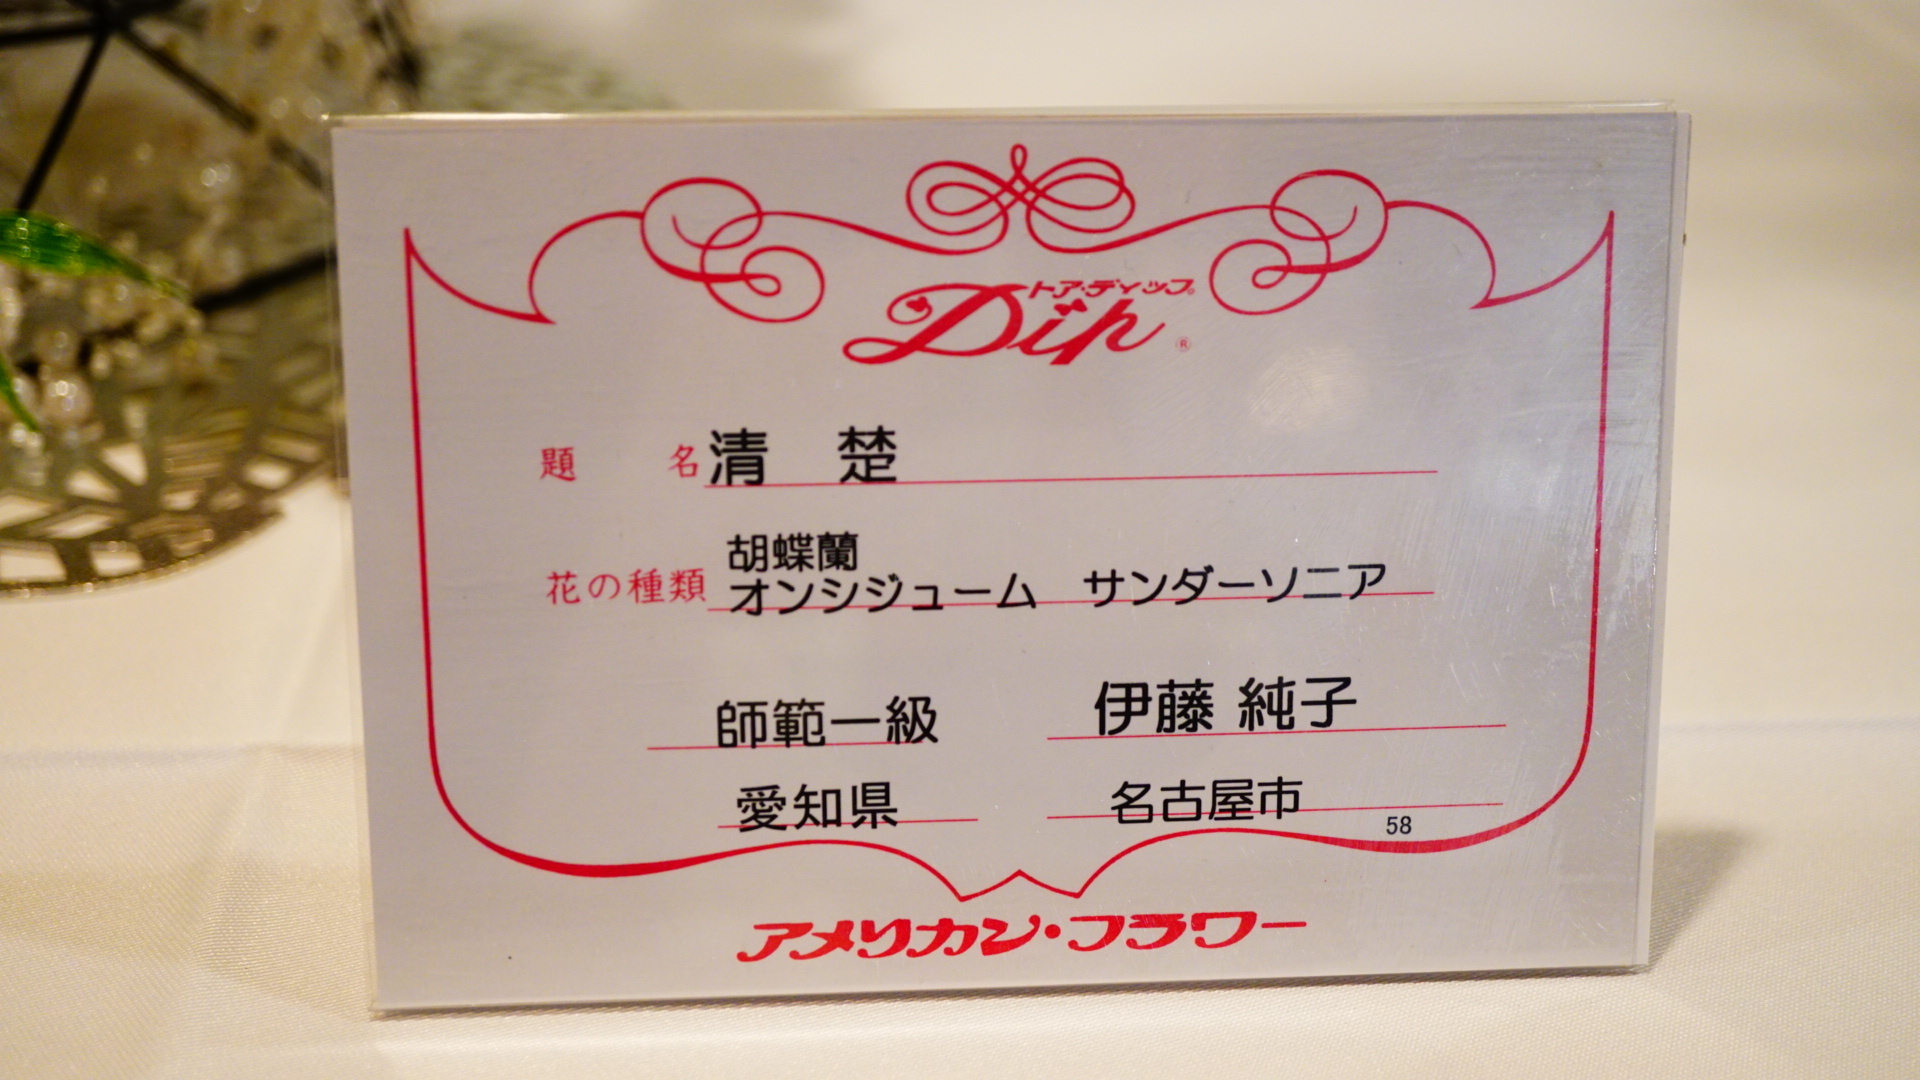 トア・ディップ®
Dip ®
題　名 清　楚
胡蝶蘭
花の種類 オンシジューム　サンダーソニア
師範一級　伊藤 純子
愛知県　名古屋市
58
アメリカン・フラワー